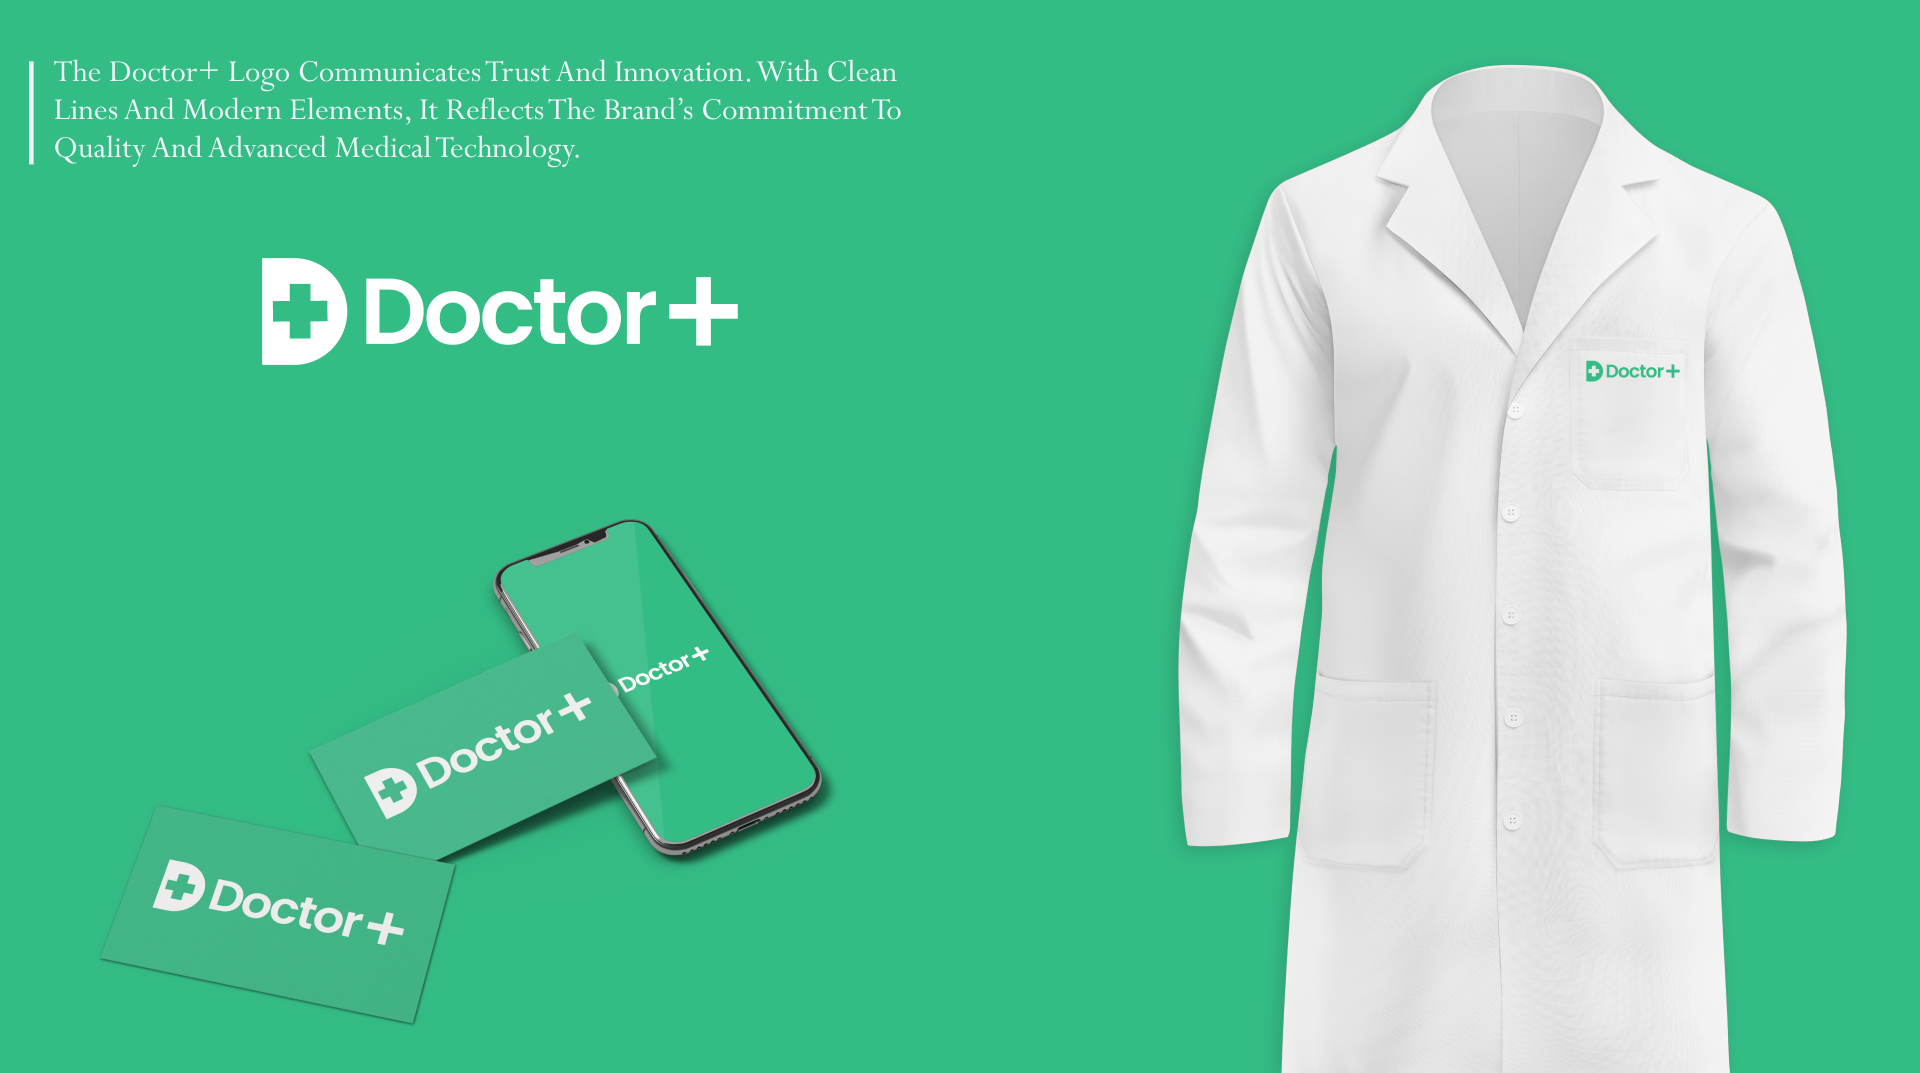 The Doctor+ Logo Communicates Trust And Innovation. With Clean
Lines And Modern Elements, It Reflects The Brand's Commitment To
Quality And Advanced Medical Technology.
Doctor+
Doctor+
Doctor+
Doctor+
Doctor+